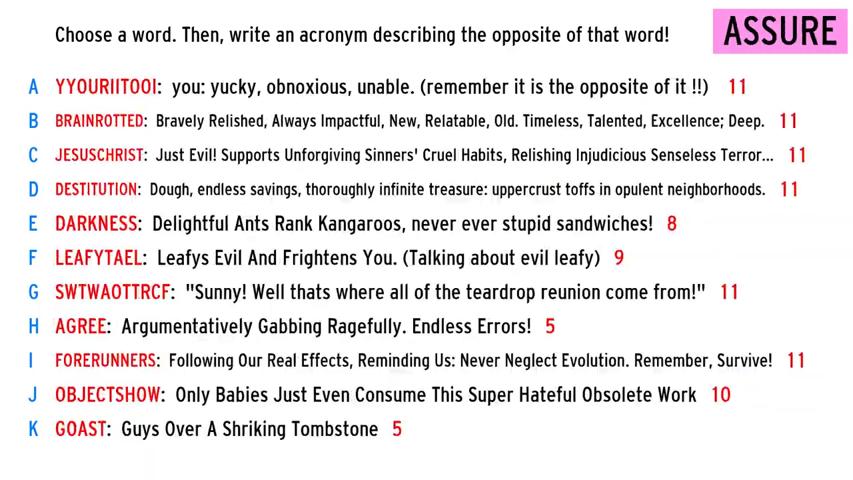 Choose a word. Then, write an acronym describing the opposite of that word!
ASSURE
A YYOURIITOOI: you: yucky, obnoxious, unable. (remember it is the opposite of it !!) 11
B BRAINROTTED: Bravely Relished, Always Impactful, New, Relatable, Old. Timeless, Talented, Excellence; Deep. 11
C JESUSCHRIST: Just Evil! Supports Unforgiving Sinners' Cruel Habits, Relishing Injudicious Senseless Terror... 11
D DESTITUTION: Dough, endless savings, thoroughly infinite treasure: uppercrust toffs in opulent neighborhoods. 11
E DARKNESS: Delightful Ants Rank Kangaroos, never ever stupid sandwiches! 8
F LEAFYTAEL: Leafys Evil And Frightens You. (Talking about evil leafy) 9
G SWTWAOTTRCF: "Sunny! Well thats where all of the teardrop reunion come from!" 11
H AGREE: Argumentatively Gabbing Ragefully. Endless Errors! 5
I FORERUNNERS: Following Our Real Effects, Reminding Us: Never Neglect Evolution. Remember, Survive! 11
J OBJECTSHOW: Only Babies Just Even Consume This Super Hateful Obsolete Work 10
K GOAST: Guys Over A Shriking Tombstone 5